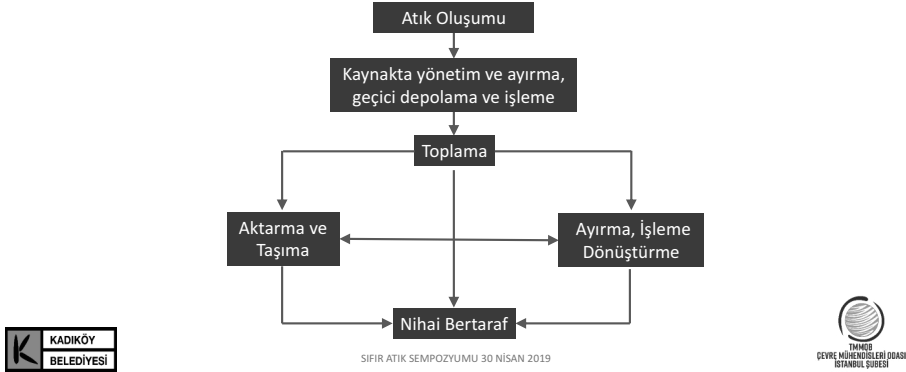 Atık Oluşumu
Kaynakta yönetim ve ayırma,
geçici depolama ve işleme
Toplama
Aktarma ve
Taşıma
Ayırma, İşleme
Dönüştürme
Nihai Bertaraf
KADIKÖY
BELEDİYESİ
SIFIR ATIK SEMPOZYUMU 30 NİSAN 2019
TMMOB
ÇEVRE MÜHENDİSLERİ ODASI
İSTANBUL ŞUBESİ